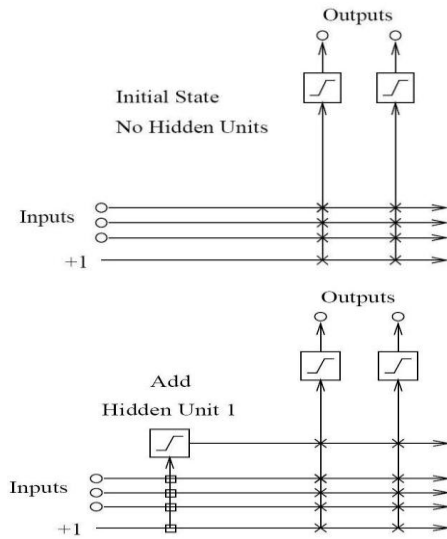 Outputs
Initial State
No Hidden Units
Inputs
+1
Outputs
Add
Hidden Unit 1
Inputs
+1